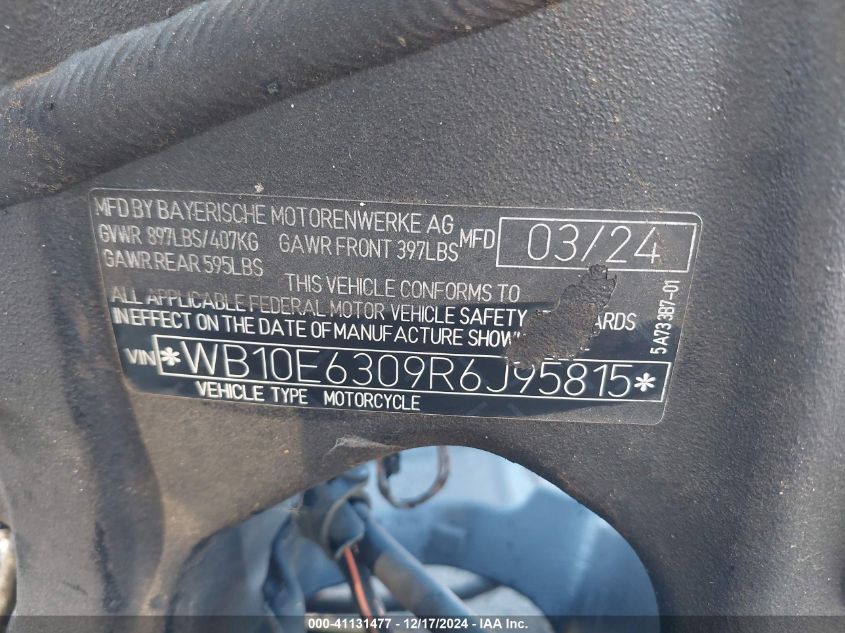 MFD BY BAYERISCHE MOTORENWERKE AG
GVWR 897LBS/407KG GAWR FRONT 397LBS MFD 03/24
GAWR REAR 595LBS
THIS VEHICLE CONFORMS TO
ALL APPLICABLE FEDERAL MOTOR VEHICLE SAFETY ARDS
IN EFFECT ON THE DATE OF MANUFACTURE SHOW
VIN *WB10E6309R6J95815*
VEHICLE TYPE MOTORCYCLE
5A733B7-01
000-41131477 - 12/17/2024 - IAA Inc.